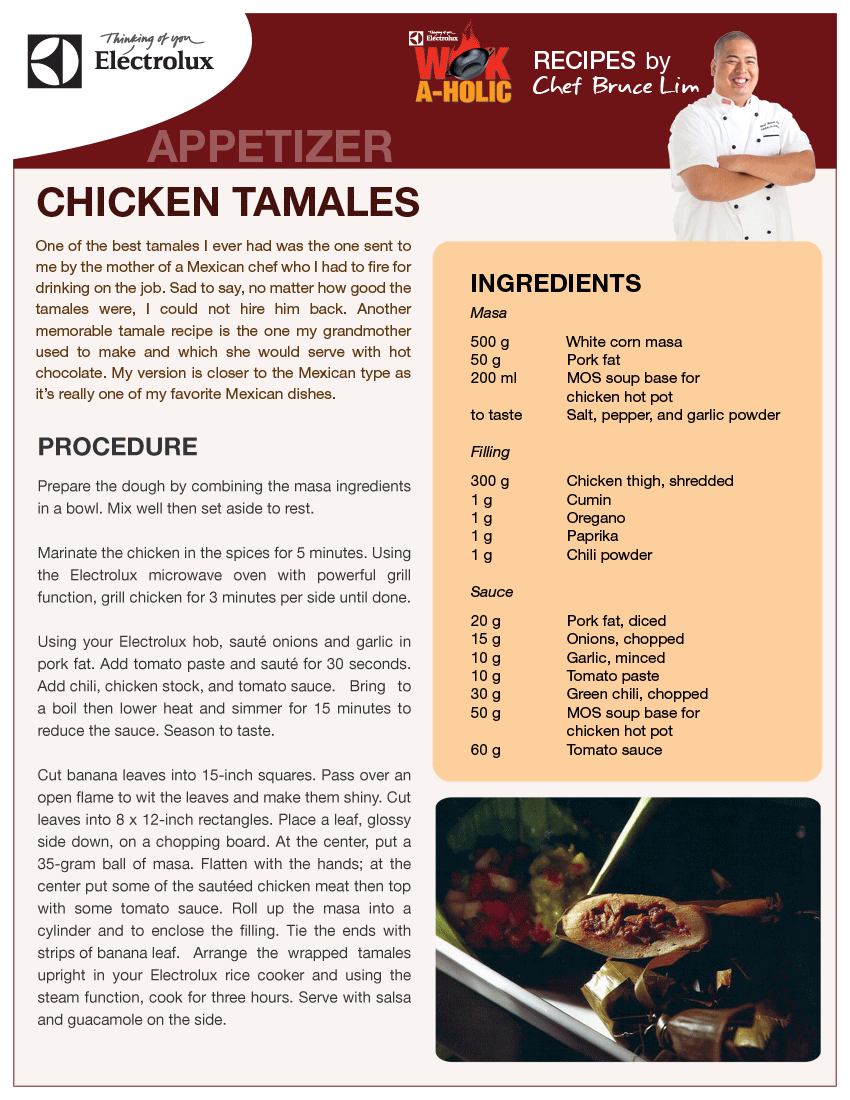 Thinking of you
Electrolux
Thinking of you
Electrolux
WOK
A-HOLIC
RECIPES by
Chef Bruce Lim
APPETIZER
CHICKEN TAMALES
One of the best tamales I ever had was the one sent to
me by the mother of a Mexican chef who I had to fire for
drinking on the job. Sad to say, no matter how good the
tamales were, I could not hire him back. Another
memorable tamale recipe is the one my grandmother
used to make and which she would serve with hot
chocolate. My version is closer to the Mexican type as
it's really one of my favorite Mexican dishes.
PROCEDURE
Prepare the dough by combining the masa ingredients
in a bowl. Mix well then set aside to rest.
Marinate the chicken in the spices for 5 minutes. Using
the Electrolux microwave oven with powerful grill
function, grill chicken for 3 minutes per side until done.
Using your Electrolux hob, sauté onions and garlic in
pork fat. Add tomato paste and sauté for 30 seconds.
Add chili, chicken stock, and tomato sauce. Bring to
a boil then lower heat and simmer for 15 minutes to
reduce the sauce. Season to taste.
Cut banana leaves into 15-inch squares. Pass over an
open flame to wit the leaves and make them shiny. Cut
leaves into 8 x 12-inch rectangles. Place a leaf, glossy
side down, on a chopping board. At the center, put a
35-gram ball of masa. Flatten with the hands; at the
center put some of the sautéed chicken meat then top
with some tomato sauce. Roll up the masa into a
cylinder and to enclose the filling. Tie the ends with
strips of banana leaf. Arrange the wrapped tamales
upright in your Electrolux rice cooker and using the
steam function, cook for three hours. Serve with salsa
and guacamole on the side.
INGREDIENTS
Masa
500 g White corn masa
50 g Pork fat
200 ml MOS soup base for
chicken hot pot
to taste Salt, pepper, and garlic powder
Filling
300 g Chicken thigh, shredded
1 g Cumin
1 g Oregano
1 g Paprika
1 g Chili powder
Sauce
20 g Pork fat, diced
15 g Onions, chopped
10 g Garlic, minced
10 g Tomato paste
30 g Green chili, chopped
50 g MOS soup base for
chicken hot pot
60 g Tomato sauce